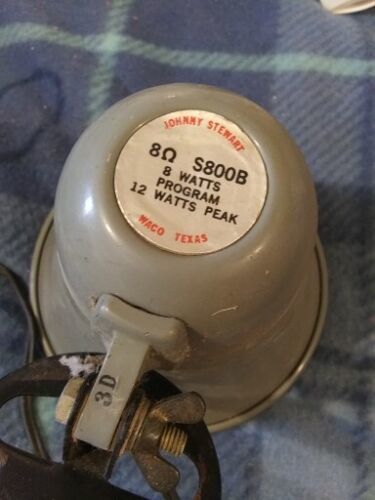 JOHNNY STEWART
8Ω S800B
8 WATTS
PROGRAM
12 WATTS PEAK
WACO TEXAS
3D